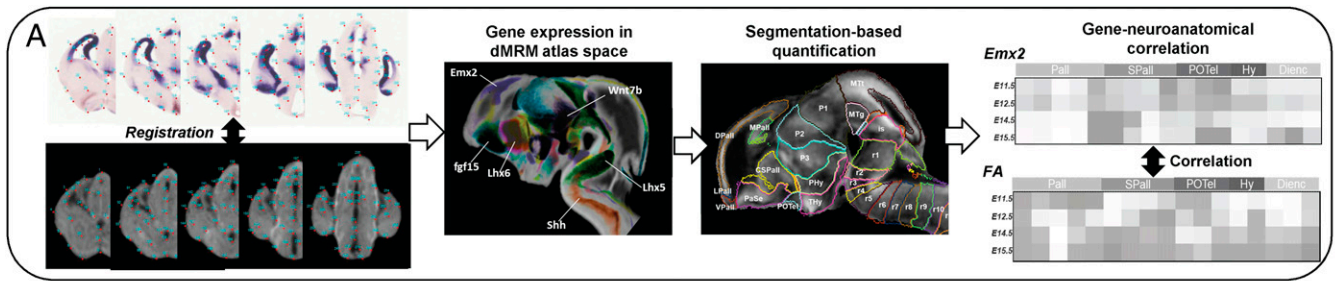 A
Registration
Gene expression in
dMRM atlas space
Emx2
Wnt7b
fgf15
Lhx6
Lhx5
Shh
Segmentation-based
quantification
MTt
P1
MTg
DPall
MPall
is
P2
r1
P3
CSPall
r2
PHy
r3
LPall
r4
PaSe
r5
r6
r7
r8
r9
r10
VPall
POTel
THy
Gene-neuroanatomical
correlation
Emx2
Pall SPall POTel Hy Dienc
E11.5
E12.5
E14.5
E15.5
Correlation
FA
Pall SPall POTel Hy Dienc
E11.5
E12.5
E14.5
E15.5